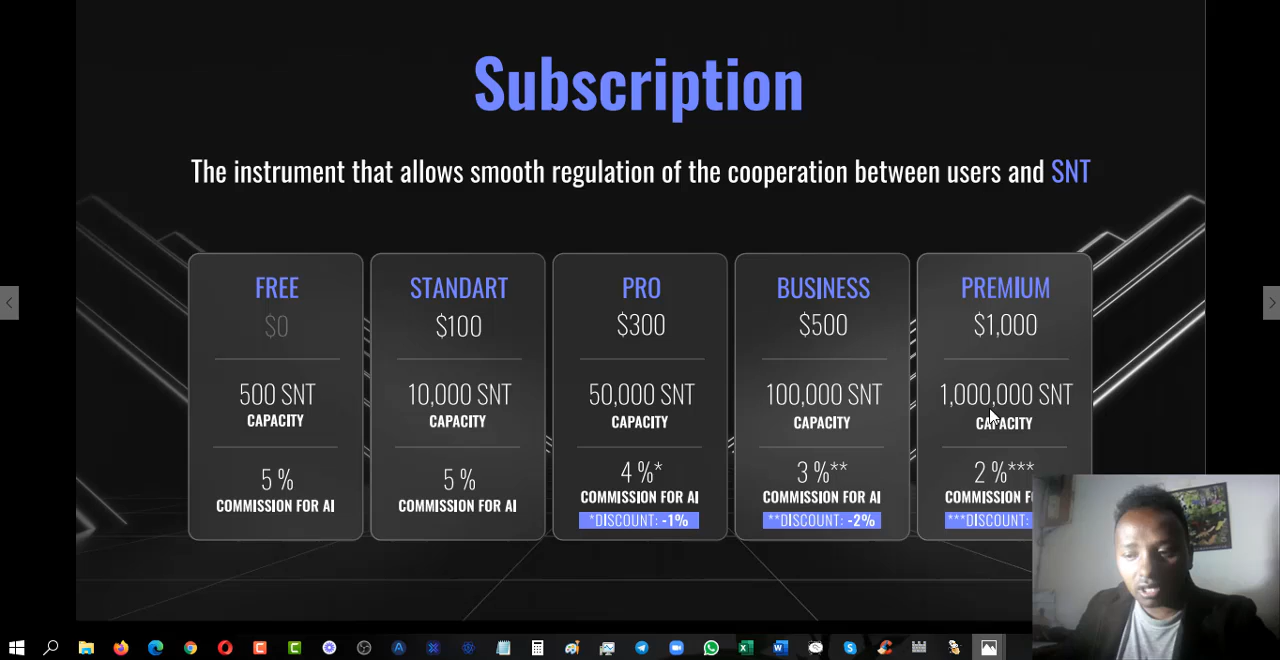 Subscription
The instrument that allows smooth regulation of the cooperation between users and SNT
FREE
$0
500 SNT
CAPACITY
5 %
COMMISSION FOR AI
STANDART
$100
10,000 SNT
CAPACITY
5 %
COMMISSION FOR AI
PRO
$300
50,000 SNT
CAPACITY
4 %*
COMMISSION FOR AI
*DISCOUNT: -1%
BUSINESS
$500
100,000 SNT
CAPACITY
3 %**
COMMISSION FOR AI
**DISCOUNT: -2%
PREMIUM
$1,000
1,000,000 SNT
CAPACITY
2 %***
COMMISSION
***DISCOUNT: